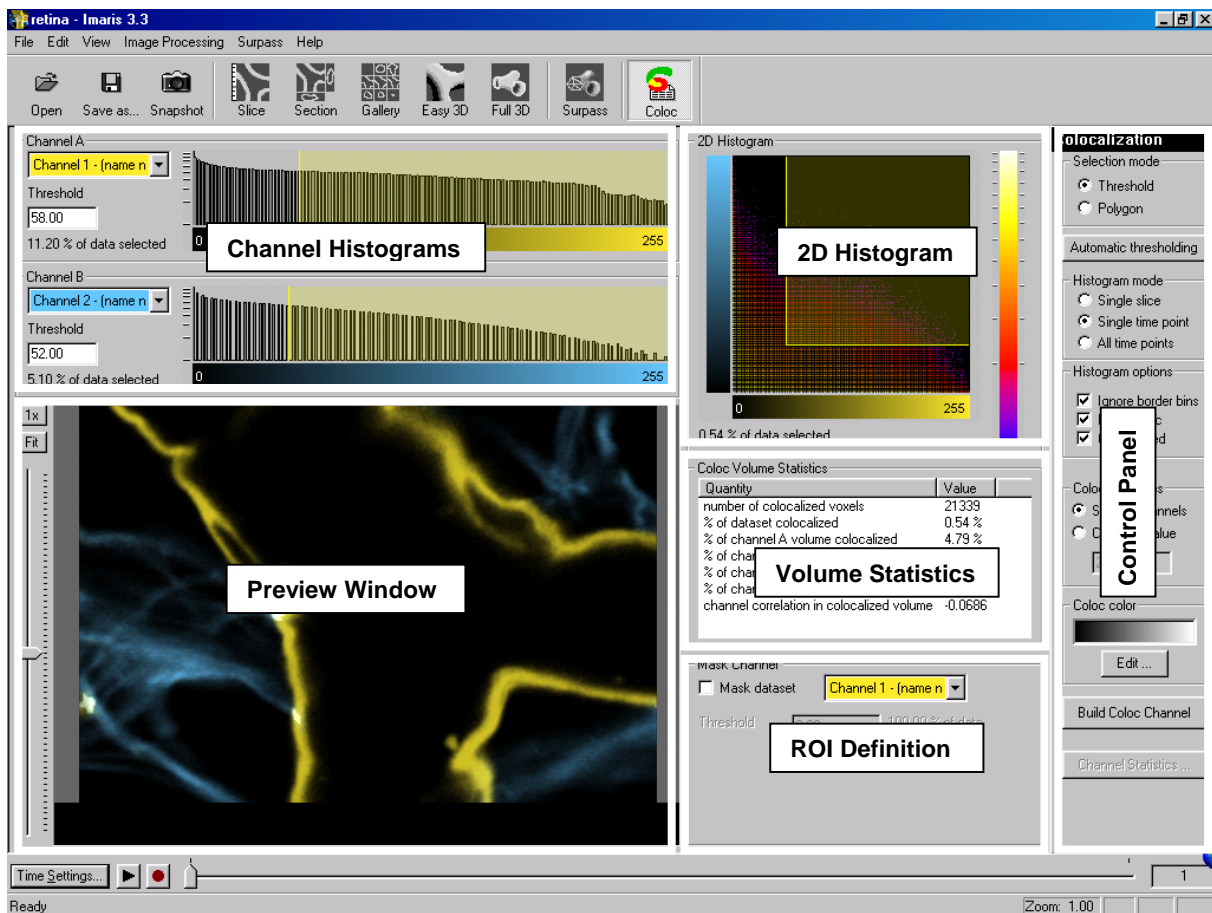 retina - Imaris 3.3
File Edit View Image Processing Surpass Help
Open Save as... Snapshot Slice Section Gallery Easy 3D Full 3D Surpass Coloc
Channel A
Channel 1 - (name n
Threshold
58.00
11.20 % of data selected
0 255
Channel Histograms
Channel B
Channel 2 - (name n
Threshold
52.00
5.10 % of data selected
0 255
1x
Fit
Preview Window
2D Histogram
2D Histogram
0 255
0.54 % of data selected
Coloc Volume Statistics
Quantity Value
number of colocalized voxels 21339
% of dataset colocalized 0.54 %
% of channel A volume colocalized 4.79 %
% of
% of
% of
channel correlation in colocalized volume -0.0686
Volume Statistics
Mask Channel
Mask dataset Channel 1 - (name n
Threshold 100.00 % of data
ROI Definition
olocalization
Selection mode
Threshold
Polygon
Automatic thresholding
Histogram mode
Single slice
Single time point
All time points
Histogram options
Ignore border bins
Control Panel
Coloc color
Edit ...
Build Coloc Channel
Channel Statistics ...
Time Settings... 1
Ready Zoom: 1.00